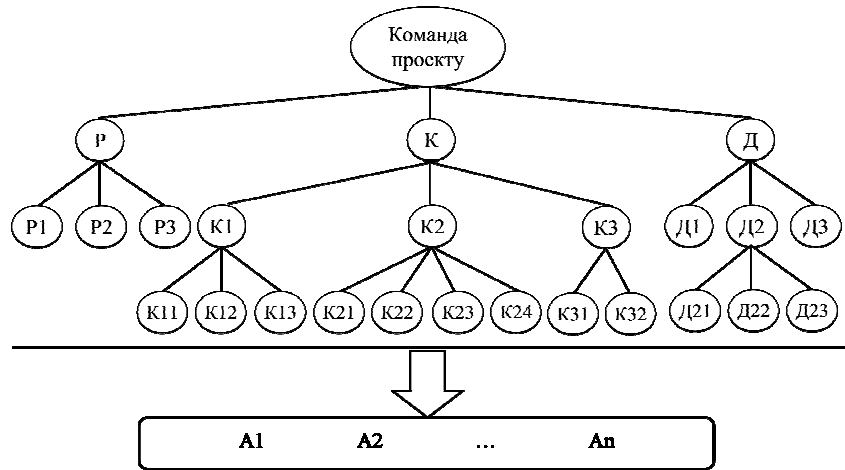 Команда
проєкту
Р К Д
Р1 Р2 Р3 К1 К2 К3 Д1 Д2 Д3
К11 К12 К13 К21 К22 К23 К24 К31 К32 Д21 Д22 Д23
А1 А2 ... Аn